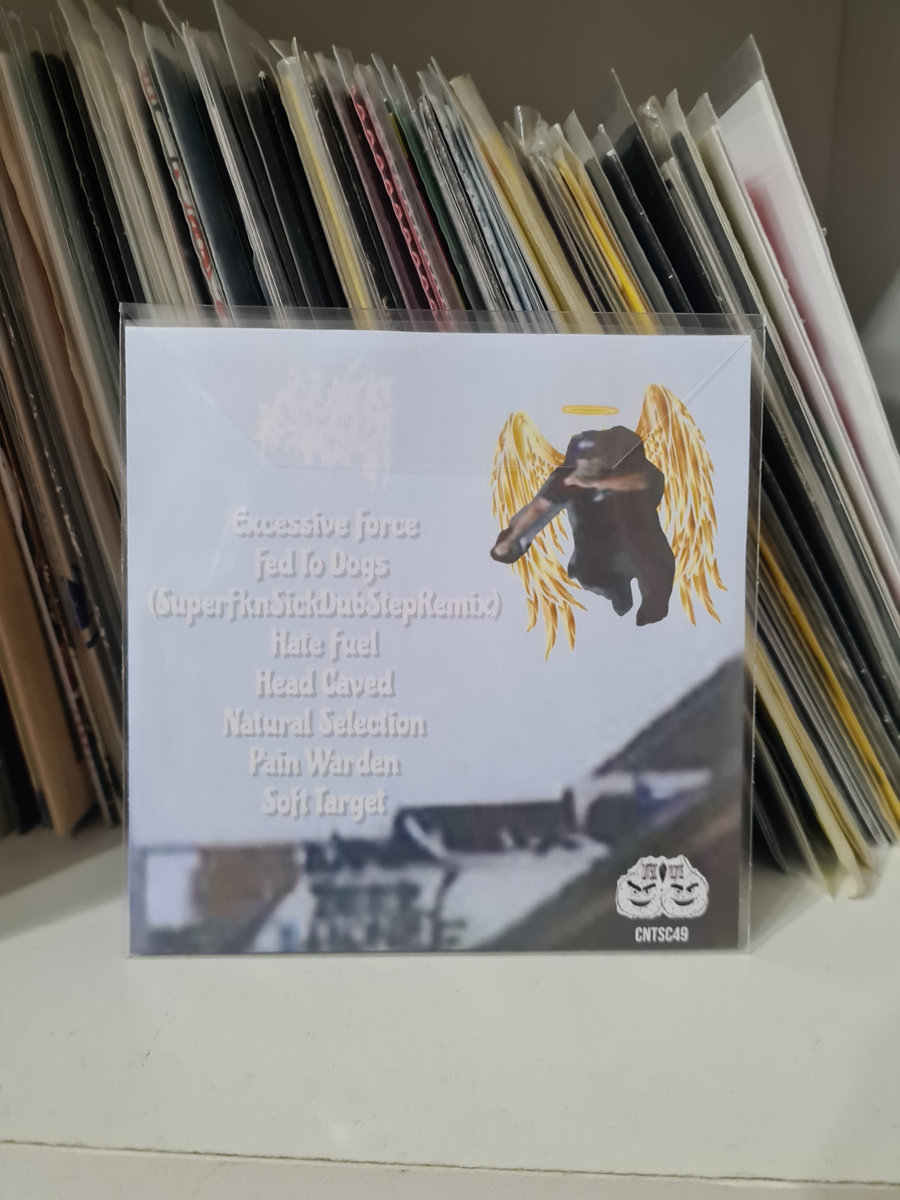 Excessive Force
Fed To Dogs
(SuperFknSickDubStepRemix)
Hate Fuel
Head Caved
Natural Selection
Pain Warden
Soft Target
CNTSC49